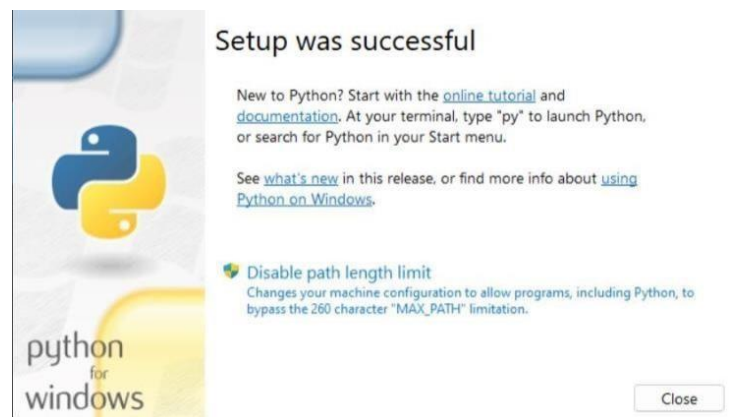 Setup was successful
New to Python? Start with the online tutorial and
documentation. At your terminal, type "py" to launch Python,
or search for Python in your Start menu.
See what's new in this release, or find more info about using
Python on Windows.
Disable path length limit
Changes your machine configuration to allow programs, including Python, to
bypass the 260 character "MAX_PATH" limitation.
python
for
windows
Close